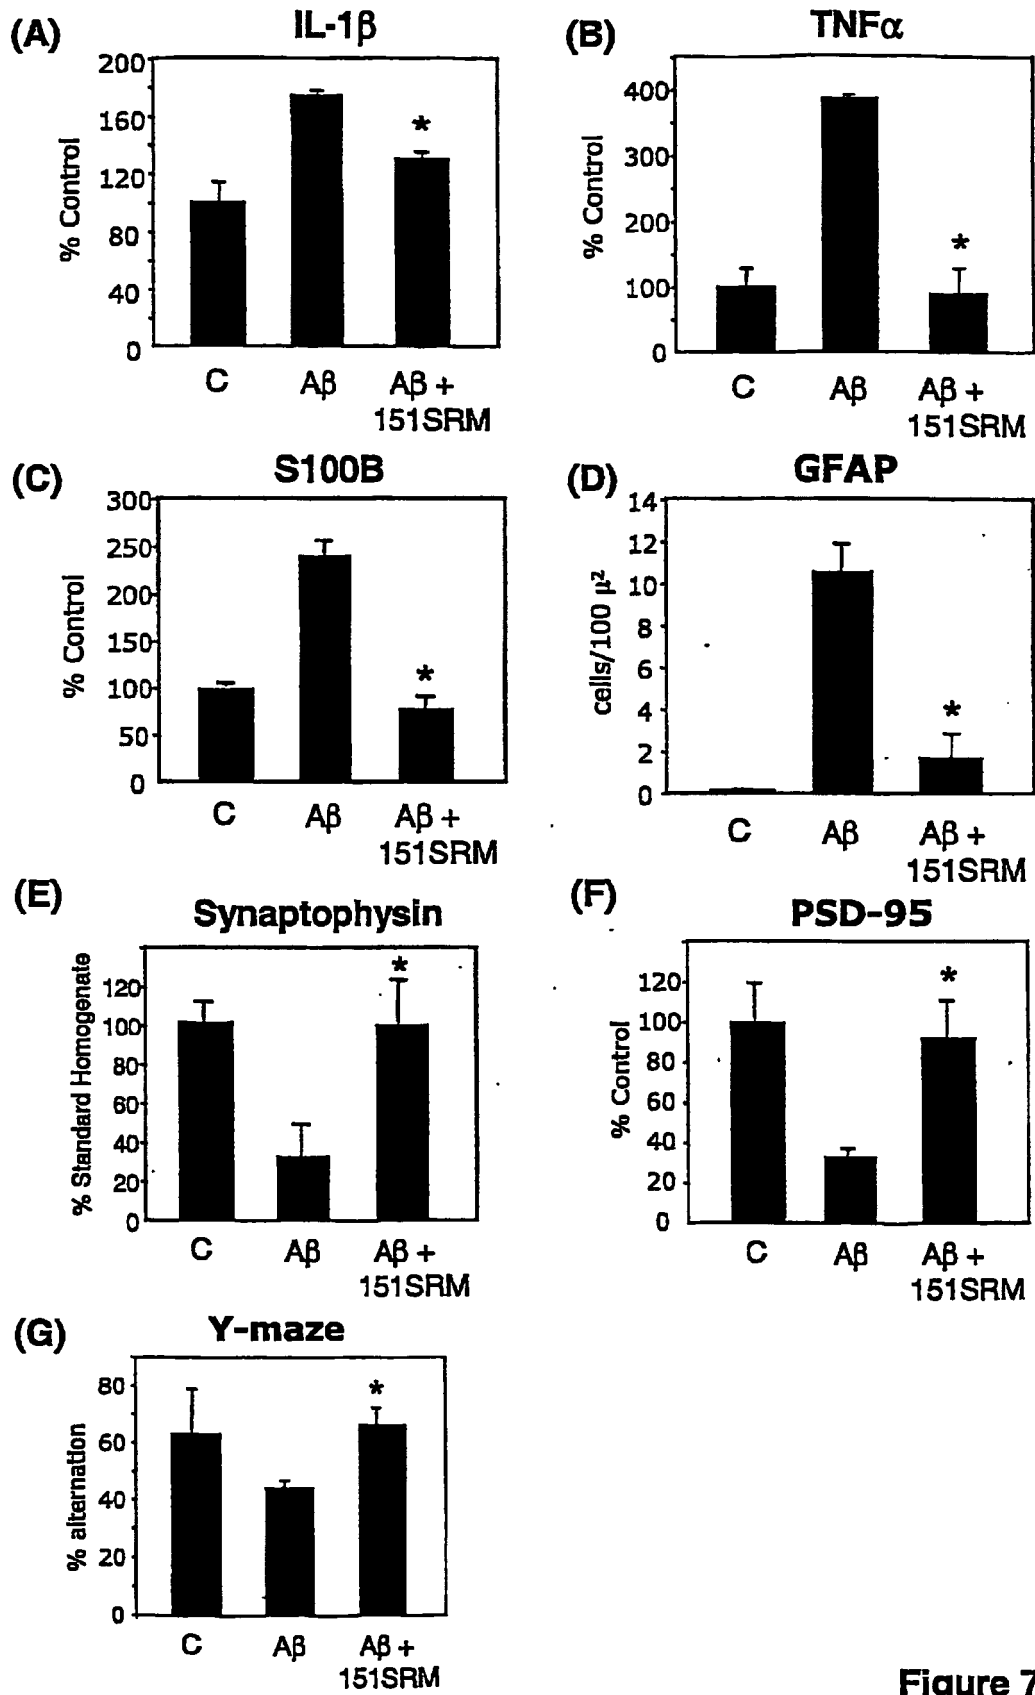 (A)
IL-1β
% Control
200
160
120
80
40
0
*
C
Aβ
Aβ +
151SRM
(B)
TNFα
% Control
400
300
200
100
0
*
C
Aβ
Aβ +
151SRM
(C)
S100B
% Control
300
250
200
150
100
50
0
*
C
Aβ
Aβ +
151SRM
(D)
GFAP
cells/100 μ²
14
12
10
8
6
4
2
0
*
C
Aβ
Aβ +
151SRM
(E)
Synaptophysin
% Standard Homogenate
120
100
80
60
40
20
0
*
C
Aβ
Aβ +
151SRM
(F)
PSD-95
% Control
120
100
80
60
40
20
0
*
C
Aβ
Aβ +
151SRM
(G)
Y-maze
% alternation
80
60
40
20
0
*
C
Aβ
Aβ +
151SRM
Figure 7